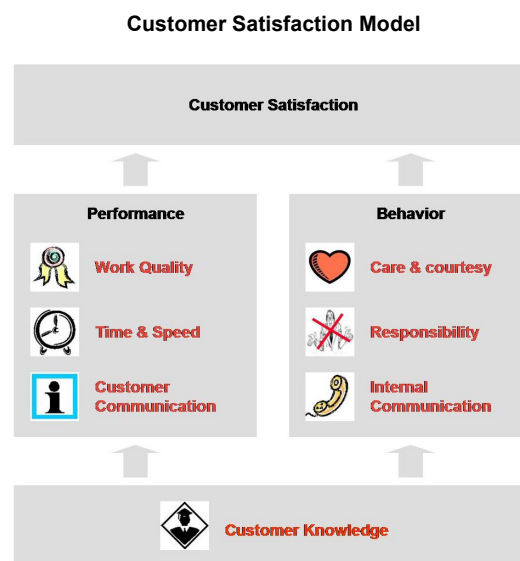 Customer Satisfaction Model
Customer Satisfaction
Performance
Work Quality
Time & Speed
Customer
Communication
Behavior
Care & courtesy
Responsibility
Internal
Communication
Customer Knowledge